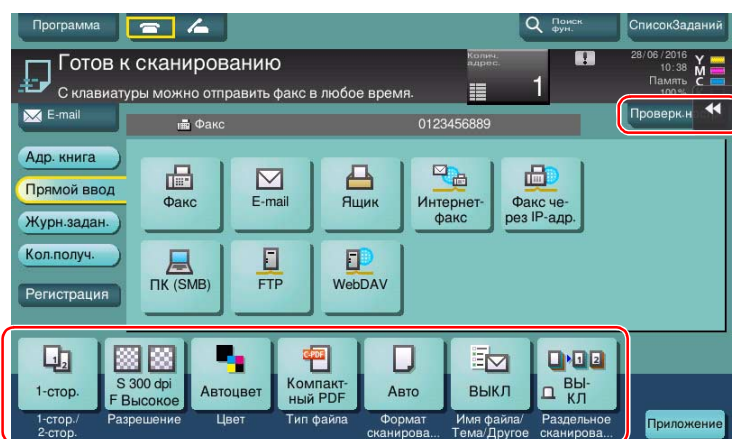 Программа
Поиск
фун.
СписокЗаданий
Готов к сканированию
С клавиатуры можно отправить факс в любое время.
Колич.
адрес.
1
28/06/2016
10:38
Память
100%
Y
M
C
E-mail
Факс 0123456889
Проверк.н
Адр. книга
Прямой ввод
Журн.задан.
Кол.получ.
Регистрация
Факс
E-mail
Ящик
Интернет-
факс
Факс че-
рез IP-адр.
ПК (SMB)
FTP
WebDAV
1-стор.
S 300 dpi
F Высокое
Автоцвет
C-PDF
Компакт-
ный PDF
Авто
ВЫКЛ
ВЫ-
КЛ
1-стор./
2-стор.
Разрешение
Цвет
Тип файла
Формат
сканирова...
Имя файла/
Тема/Другое
Раздельное
сканирова...
Приложение